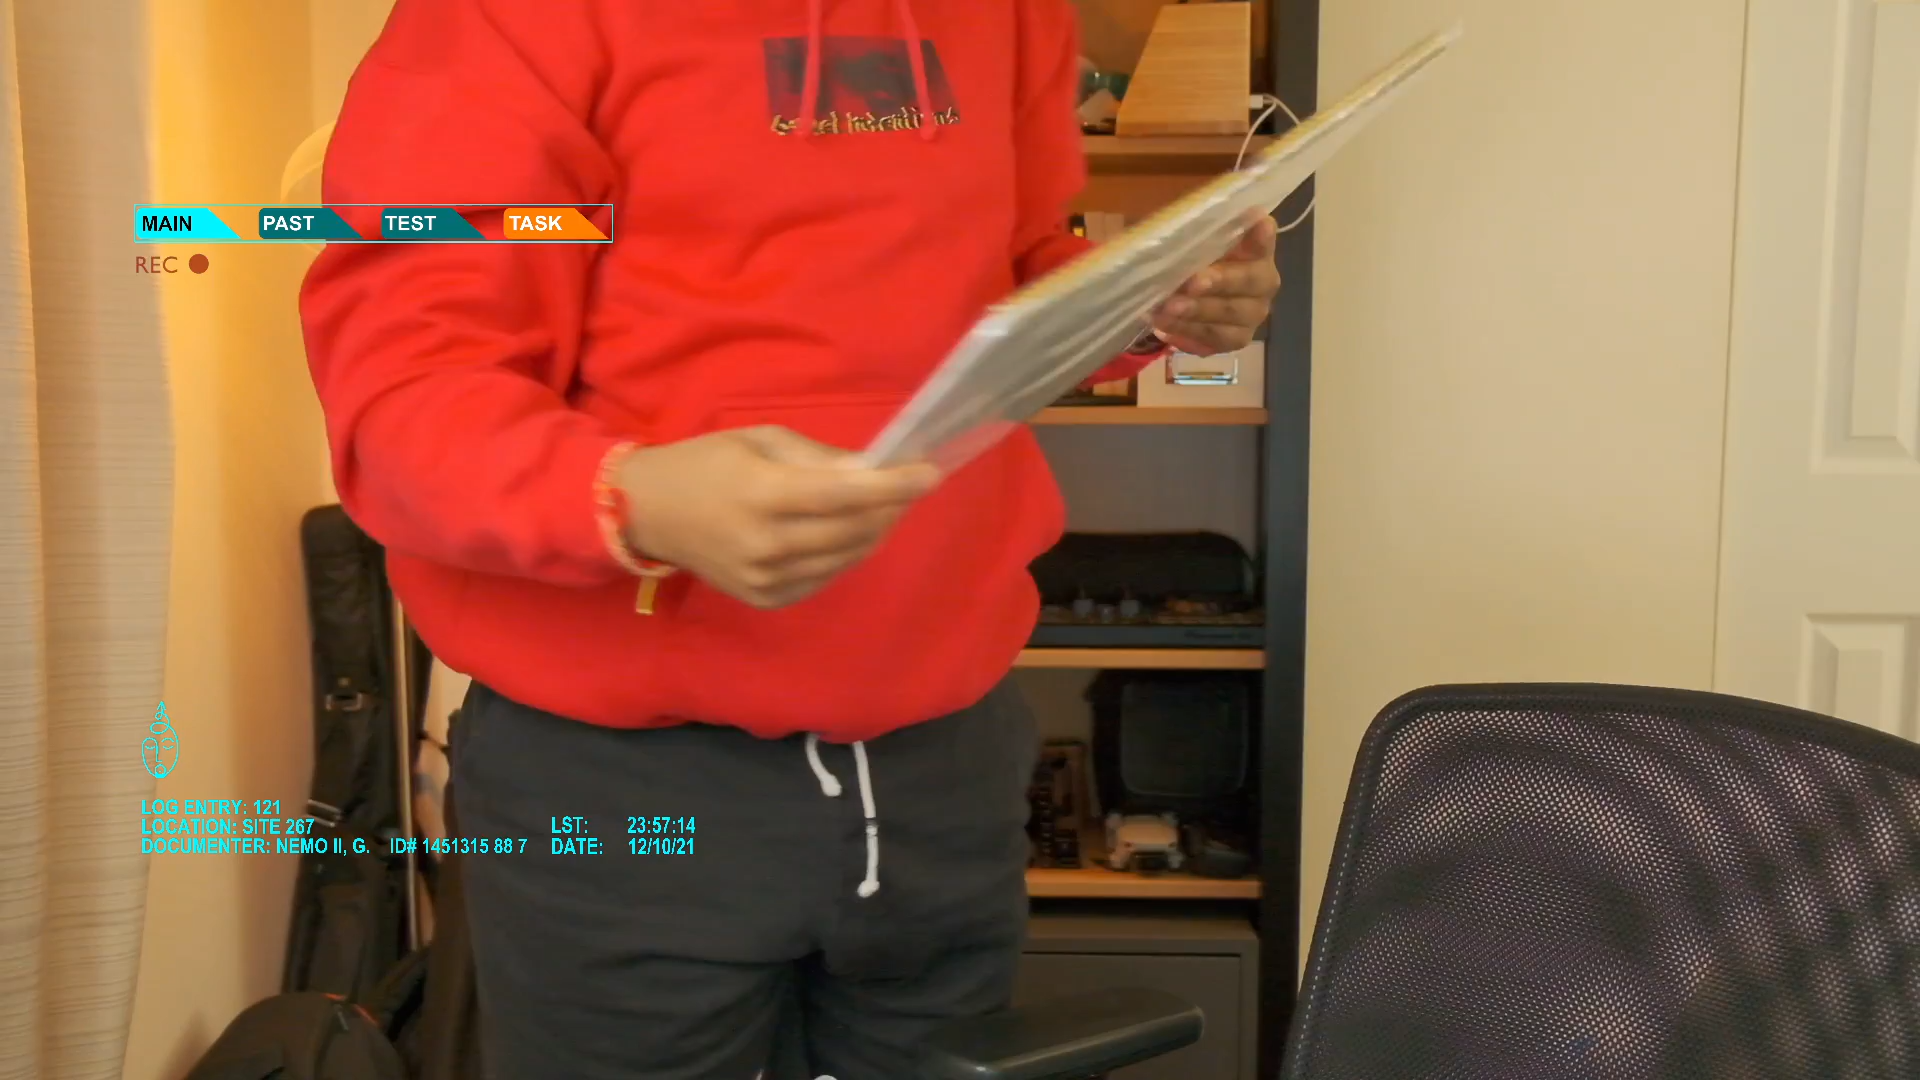 MAIN PAST TEST TASK
REC
LOG ENTRY: 121
LOCATION: SITE 267
DOCUMENTER: NEMO II, G. ID# 1451315 88 7
LST: 23:57:14
DATE: 12/10/21